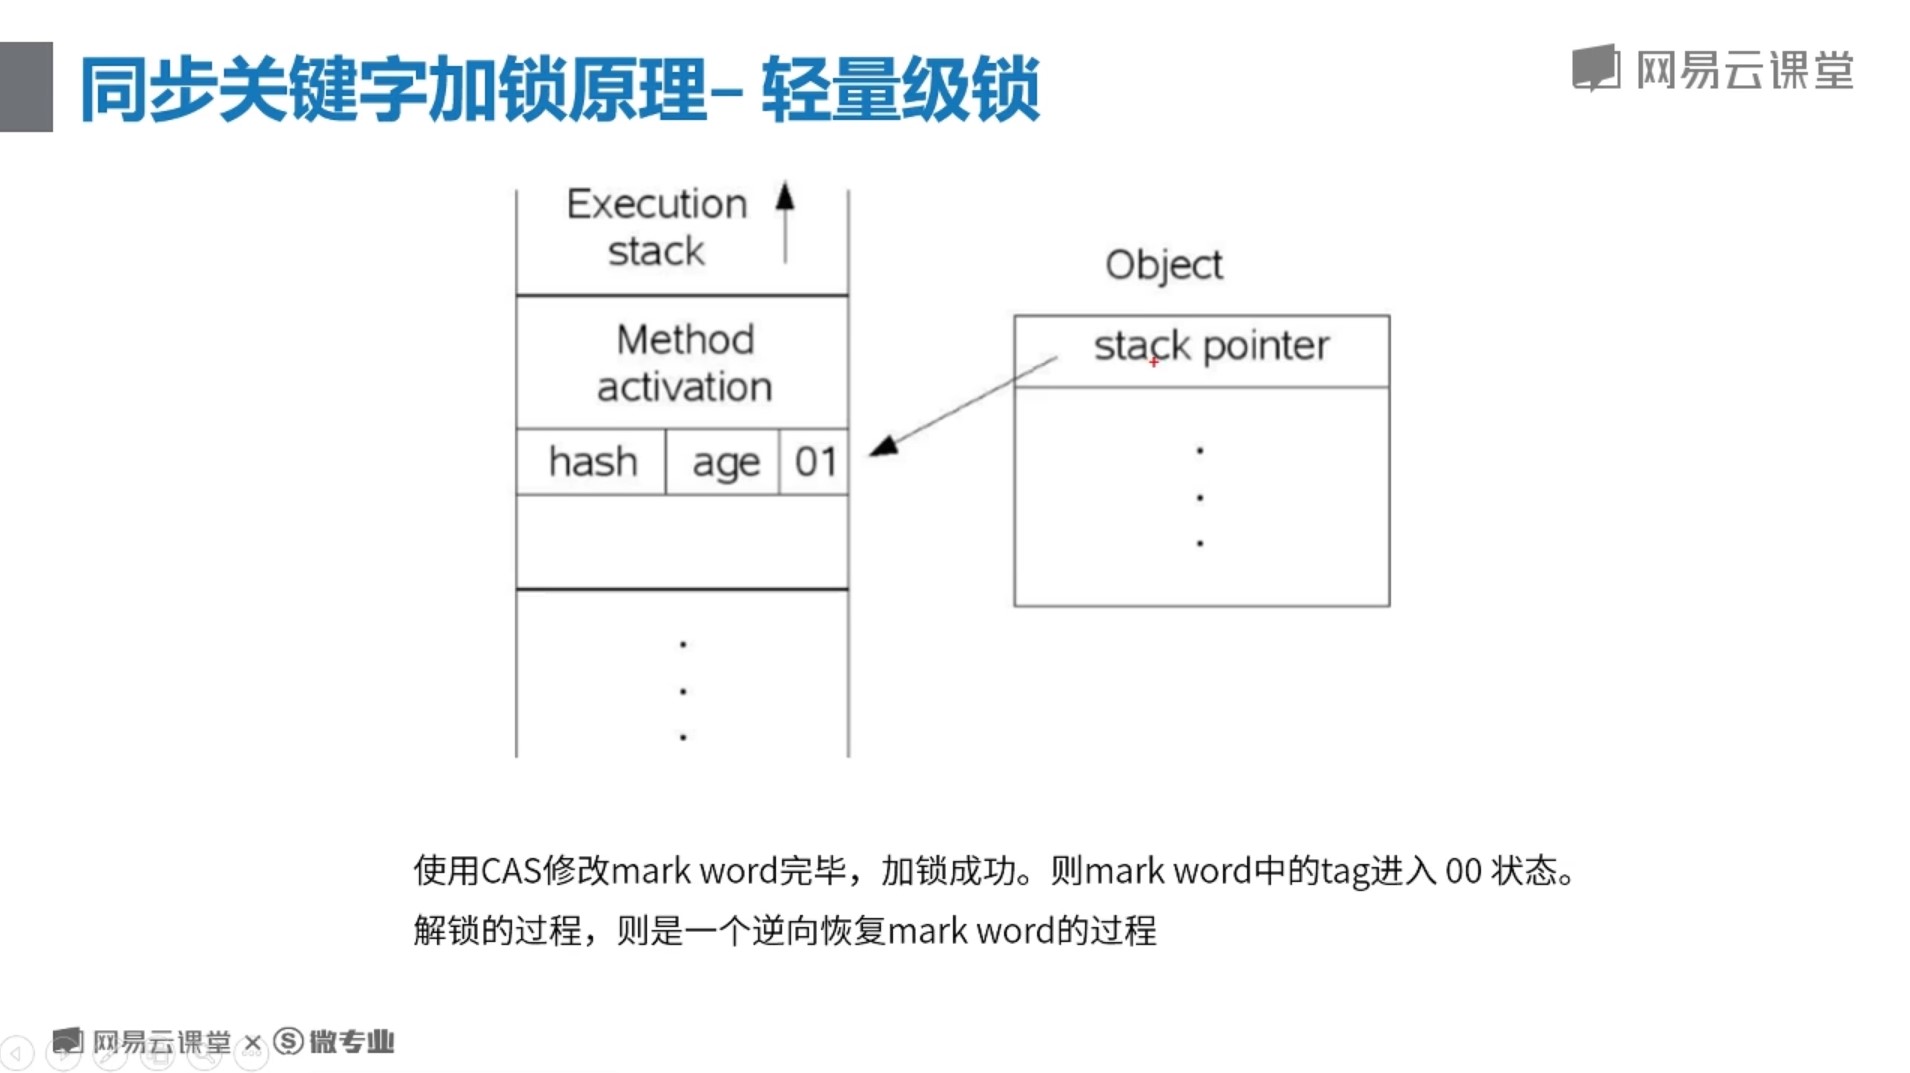 同步关键字加锁原理– 轻量级锁
网易云课堂
Execution
stack
Method
activation
hash age 01
Object
stack pointer
使用CAS修改mark word完毕，加锁成功。则mark word中的tag进入 00 状态。
解锁的过程，则是一个逆向恢复mark word的过程
网易云课堂 × 微专业